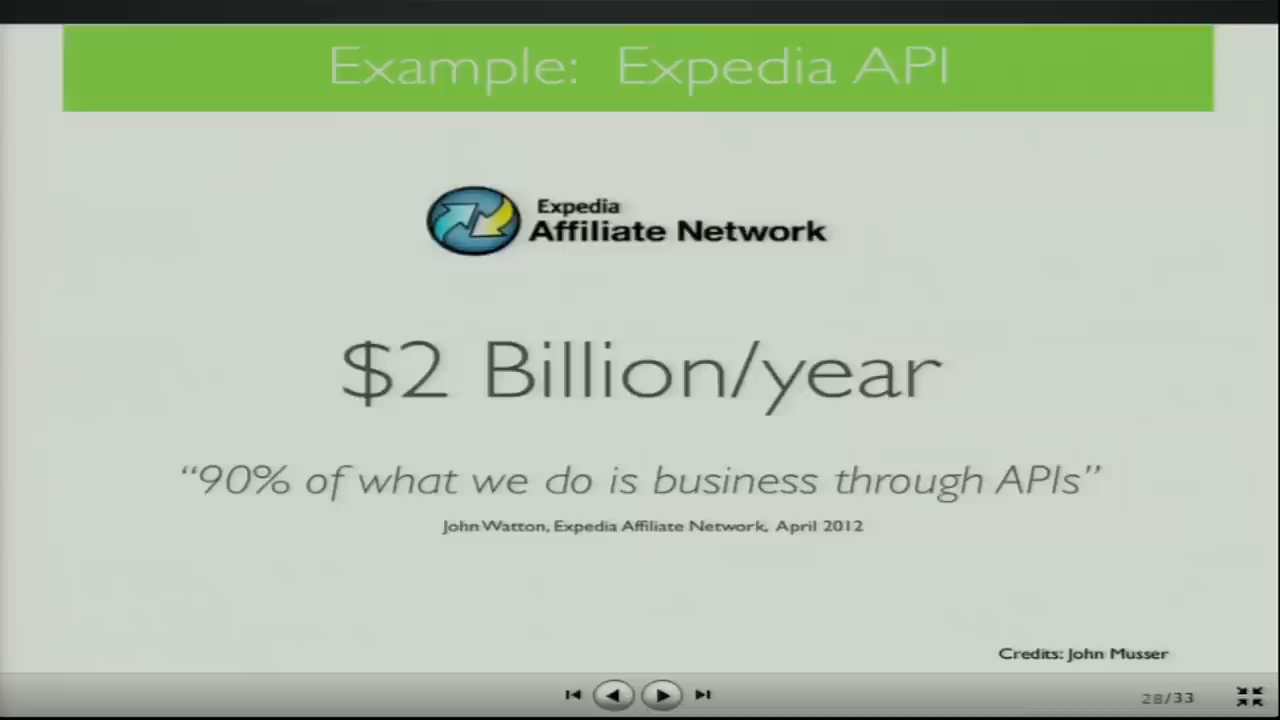 Example: Expedia API
Expedia
Affiliate Network
$2 Billion/year
“90% of what we do is business through APIs”
John Watton, Expedia Affiliate Network, April 2012
Credits: John Musser
28/33